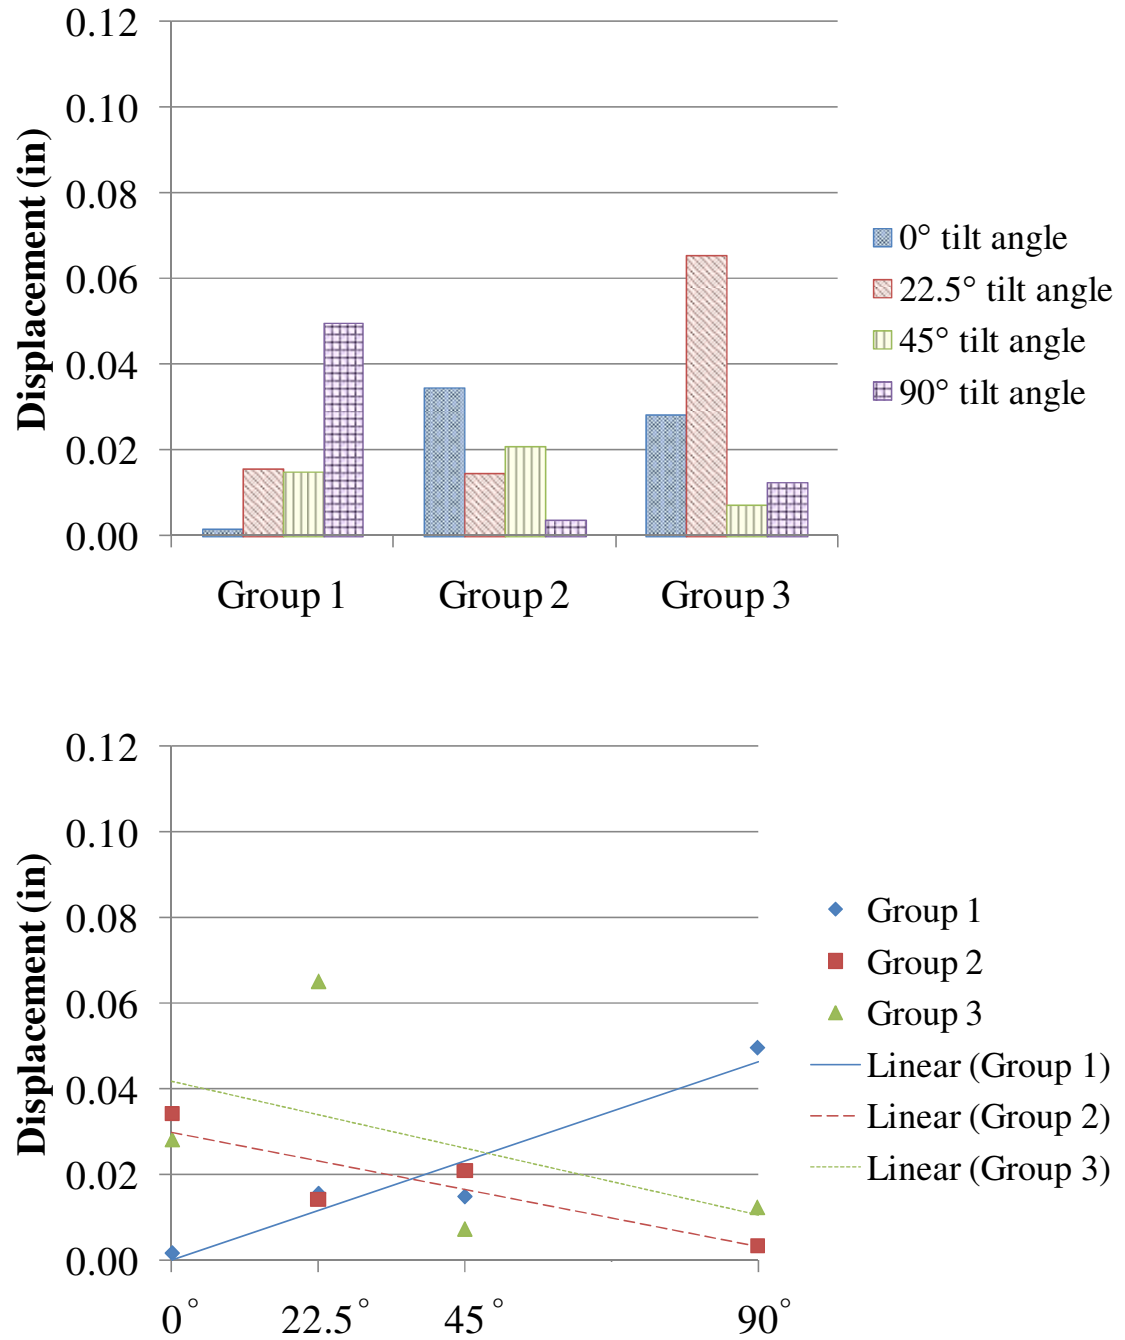 0.12
0.10
0.08
0.06
0.04
0.02
0.00
Displacement (in)
Group 1
Group 2
Group 3
0° tilt angle
22.5° tilt angle
45° tilt angle
90° tilt angle
0.12
0.10
0.08
0.06
0.04
0.02
0.00
Displacement (in)
0°
22.5°
45°
90°
Group 1
Group 2
Group 3
Linear (Group 1)
Linear (Group 2)
Linear (Group 3)